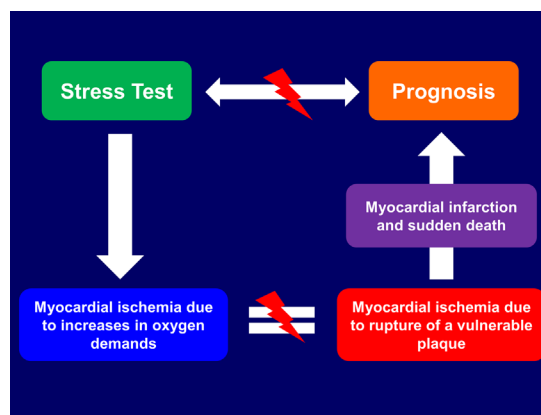 Stress Test
Prognosis
Myocardial infarction
and sudden death
Myocardial ischemia due
to increases in oxygen
demands
Myocardial ischemia due
to rupture of a vulnerable
plaque